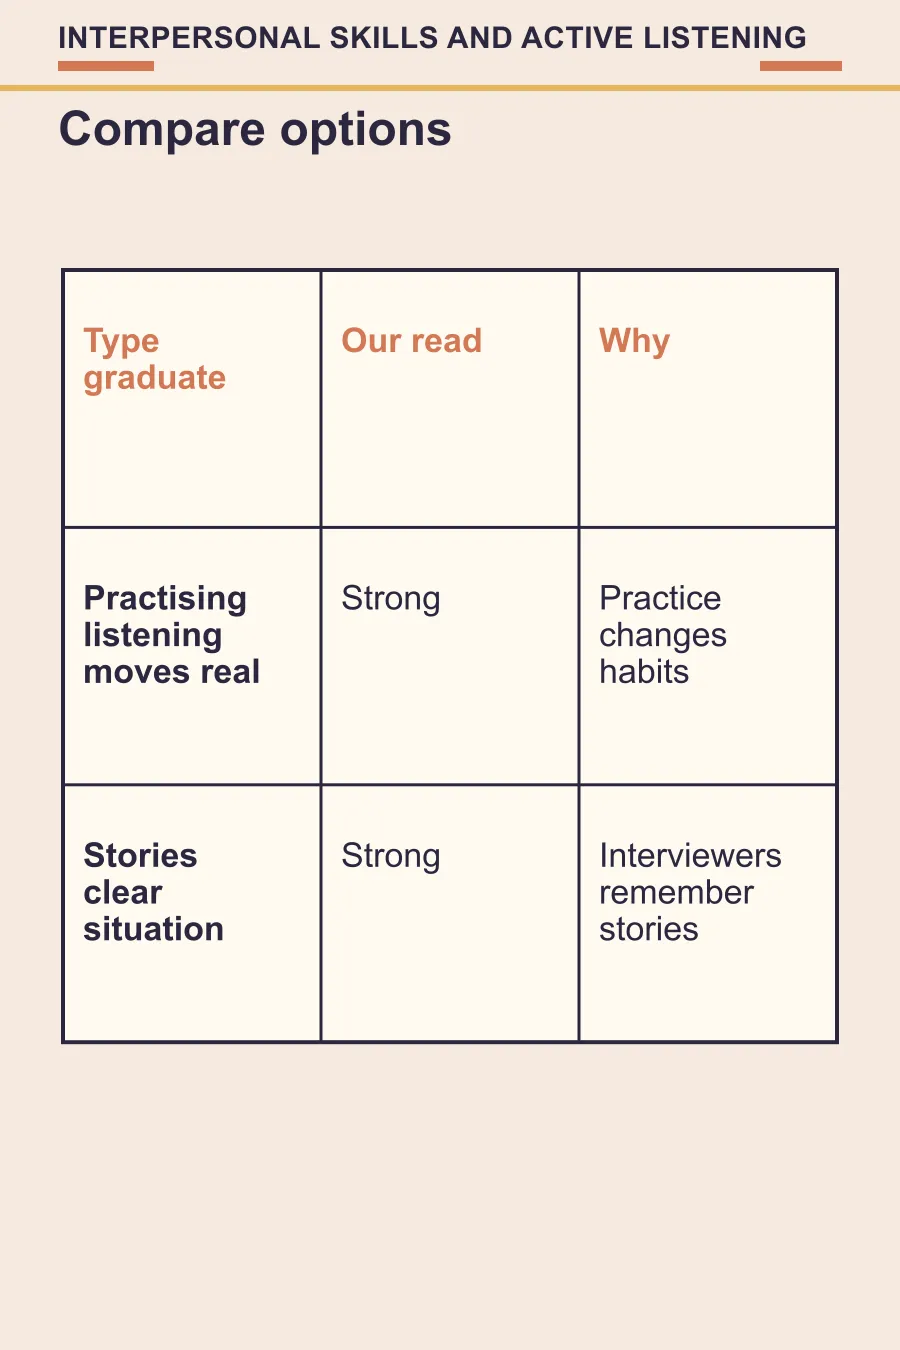 INTERPERSONAL SKILLS AND ACTIVE LISTENING
Compare options
Type
graduate
Our read
Why
Practising
listening
moves real
Strong
Practice
changes
habits
Stories
clear
situation
Strong
Interviewers
remember
stories